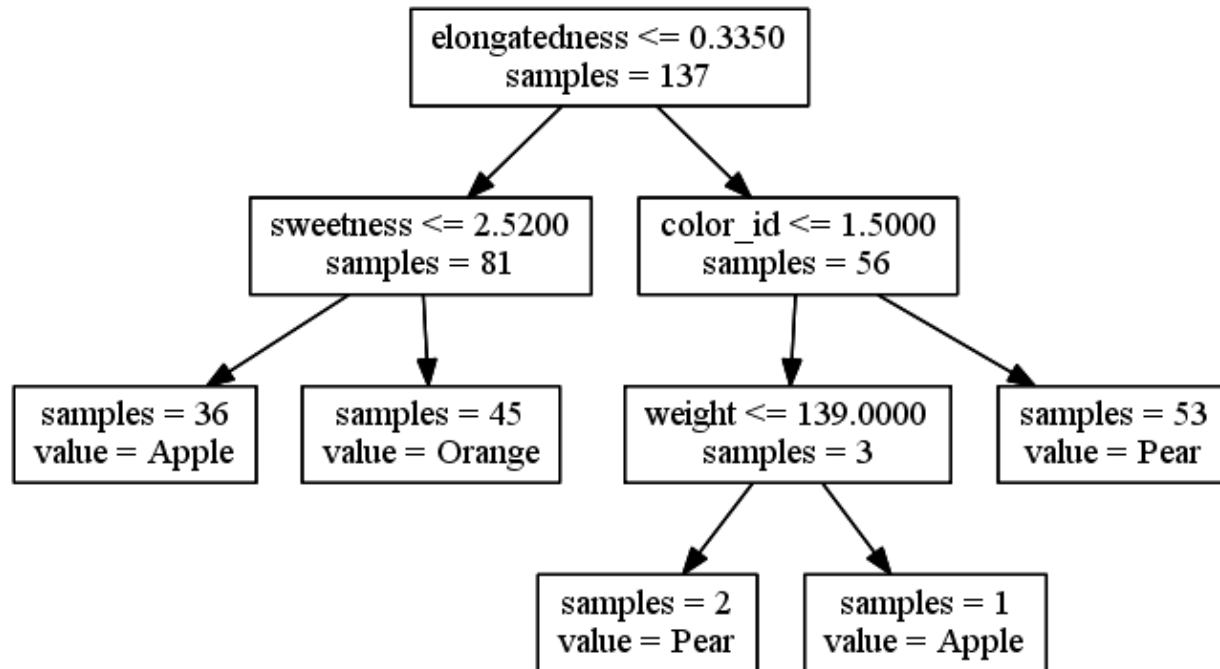 elongatedness <= 0.3350
samples = 137
sweetness <= 2.5200
samples = 81
color_id <= 1.5000
samples = 56
samples = 36
value = Apple
samples = 45
value = Orange
weight <= 139.0000
samples = 3
samples = 53
value = Pear
samples = 2
value = Pear
samples = 1
value = Apple